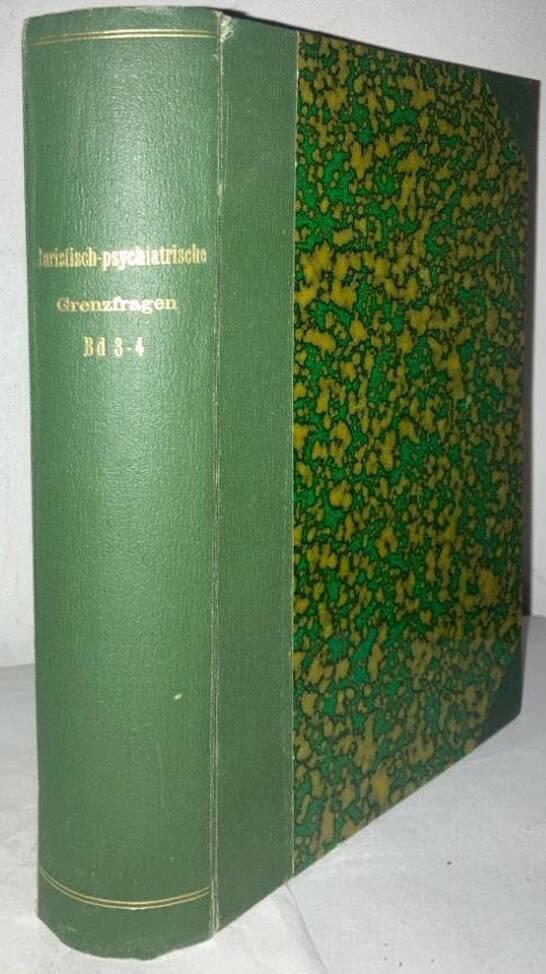 Juristisch-psychiatrische
Grenzfragen
Bd 3-4